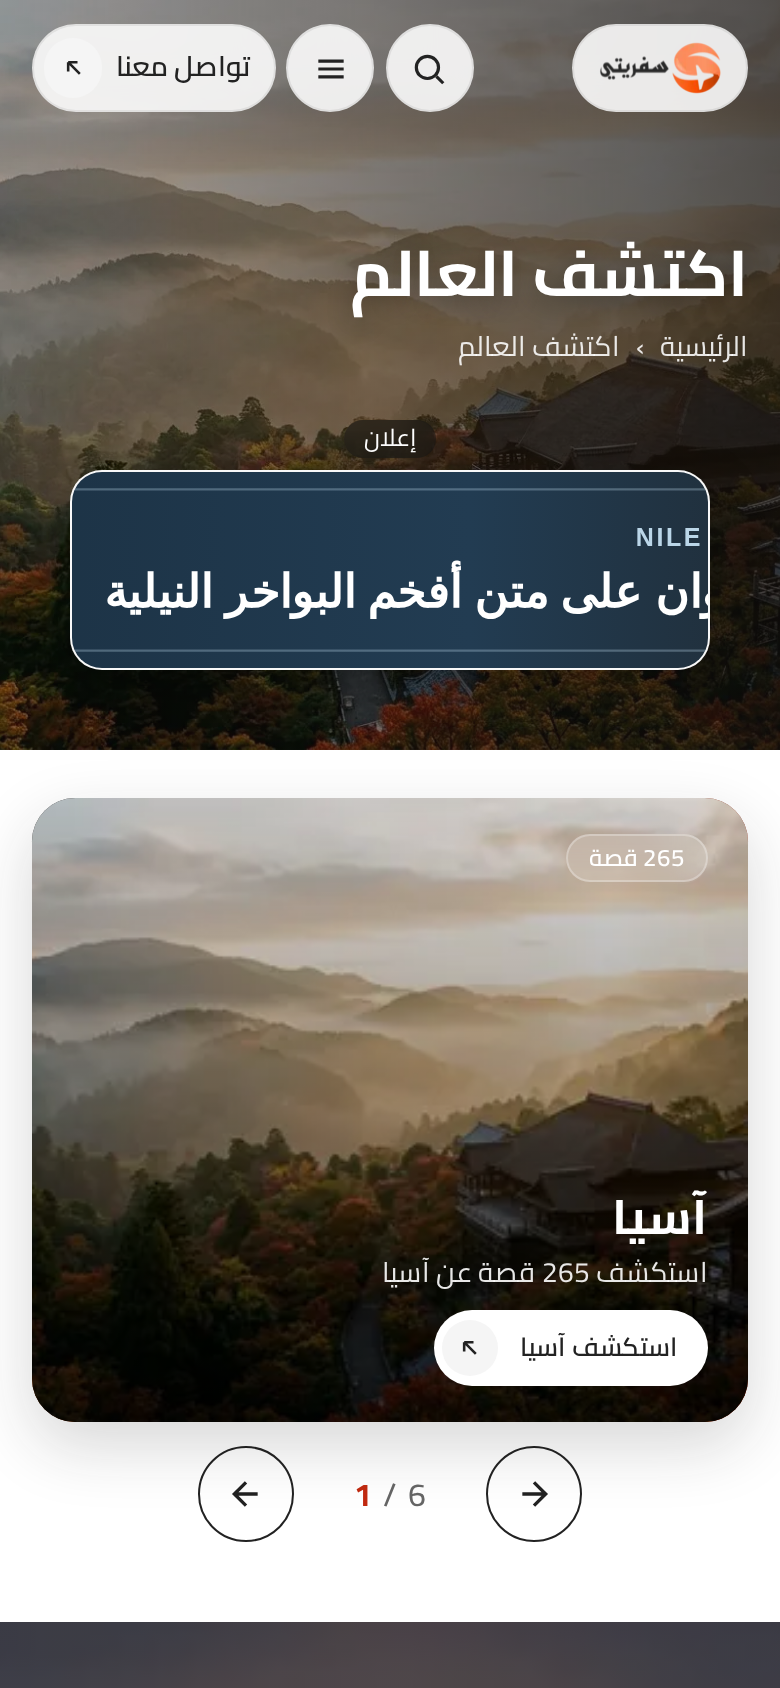 سفريتي
تواصل معنا
اكتشف العالم
الرئيسية › اكتشف العالم
إعلان
NILE
على متن أفخم البواخر النيلية
265 قصة
آسيا
استكشف 265 قصة عن آسيا
استكشف آسيا
1 / 6